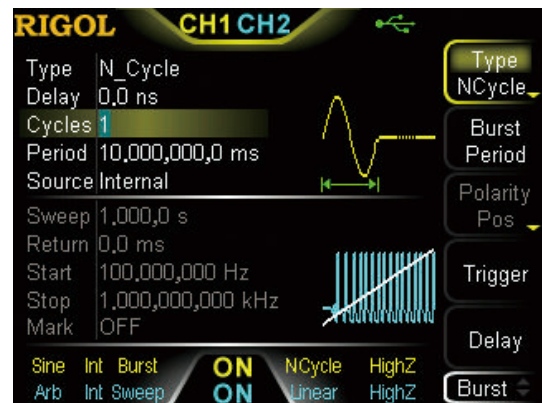 RIGOL CH1 CH2
Type N_Cycle
Delay 0.0 ns
Cycles 1
Period 10.000,000,0 ms
Source Internal
Sweep 1.000,0 s
Return 0.0 ms
Start 100.000,000 Hz
Stop 1.000,000,000 kHz
Mark OFF
Type
NCycle
Burst
Period
Polarity
Pos
Trigger
Delay
Burst
Sine Int Burst ON NCycle HighZ
Arb Int Sweep ON Linear HighZ